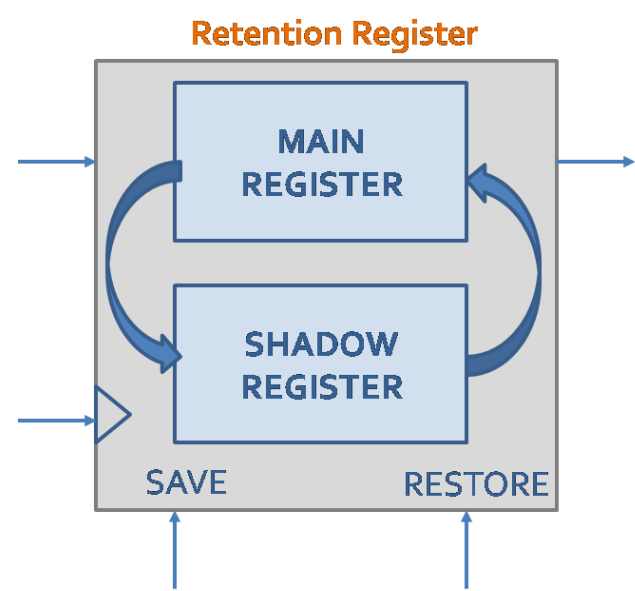 Retention Register
MAIN
REGISTER
SHADOW
REGISTER
SAVE
RESTORE